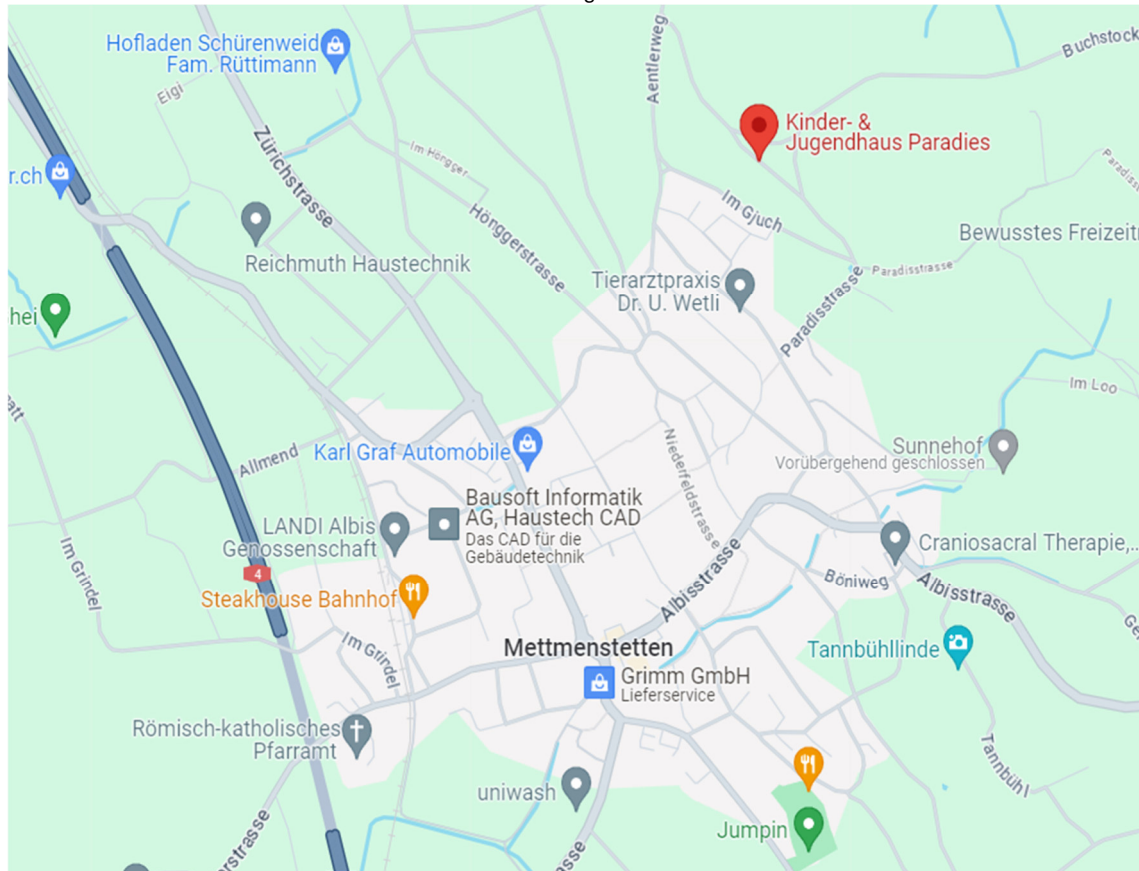 Hofladen Schürenweid
Fam. Rüttimann
Eigi
Aentlerweg
Buchstock
Kinder- &
Jugendhaus Paradies
r.ch
Zürichstrasse
Im Höngger
Hönggerstrasse
Im Gjuch
Bewusstes Freizeit
Reichmuth Haustechnik
Paradisstrasse
Tierarztpraxis
Dr. U. Wetli
Paradisstrasse
hei
Im Loo
Karl Graf Automobile
Allmend
Niederfeldstrasse
Sunnehof
Vorübergehend geschlossen
Bausoft Informatik
AG, Haustech CAD
Das CAD für die
Gebäudetechnik
LANDI Albis
Genossenschaft
Im Grindel
4
Craniosacral Therapie,...
Böniweg
Albisstrasse
Albisstrasse
Steakhouse Bahnhof
Im Grindel
Mettmenstetten
Tannbühllinde
Grimm GmbH
Lieferservice
Römisch-katholisches
Pfarramt
Tannbühl
uniwash
Jumpin